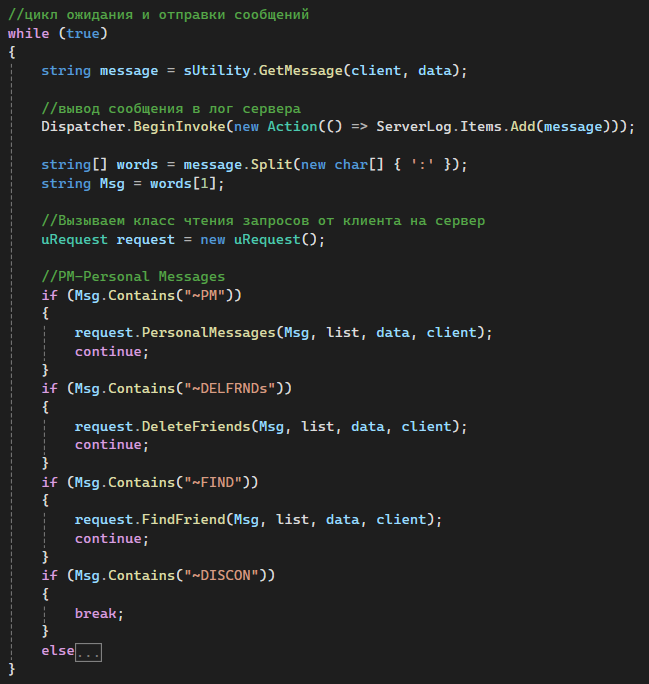 //цикл ожидания и отправки сообщений
while (true)
{
string message = sUtility.GetMessage(client, data);
//вывод сообщения в лог сервера
Dispatcher.BeginInvoke(new Action(() => ServerLog.Items.Add(message)));
string[] words = message.Split(new char[] { ':' });
string Msg = words[1];
//Вызываем класс чтения запросов от клиента на сервер
uRequest request = new uRequest();
//PM-Personal Messages
if (Msg.Contains("~PM"))
{
request.PersonalMessages(Msg, list, data, client);
continue;
}
if (Msg.Contains("~DELFRNDs"))
{
request.DeleteFriends(Msg, list, data, client);
continue;
}
if (Msg.Contains("~FIND"))
{
request.FindFriend(Msg, list, data, client);
continue;
}
if (Msg.Contains("~DISCON"))
{
break;
}
else...
}